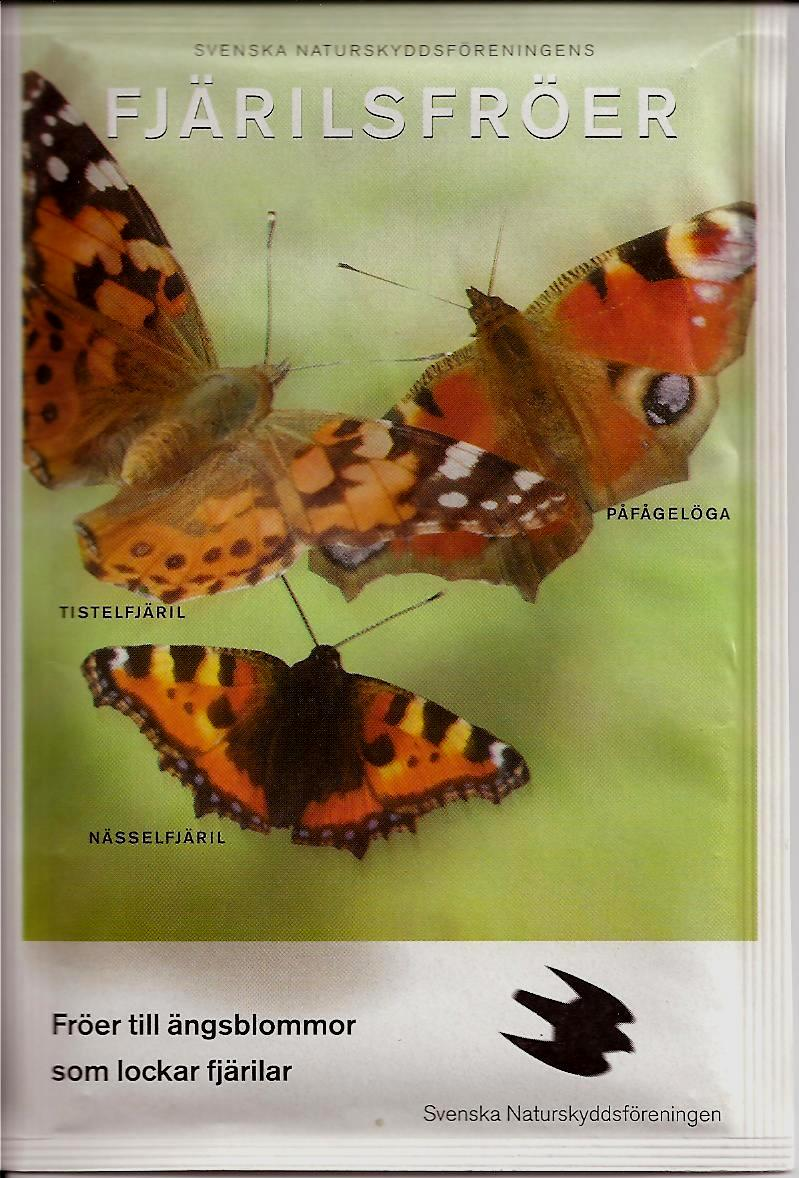 SVENSKA NATURSKYDDSFÖRENINGENS
FJÄRILSFRÖER
PÅFÅGELÖGA
TISTELFJÄRIL
NÄSSELFJÄRIL
Fröer till ängsblommor
som lockar fjärilar
Svenska Naturskyddsföreningen